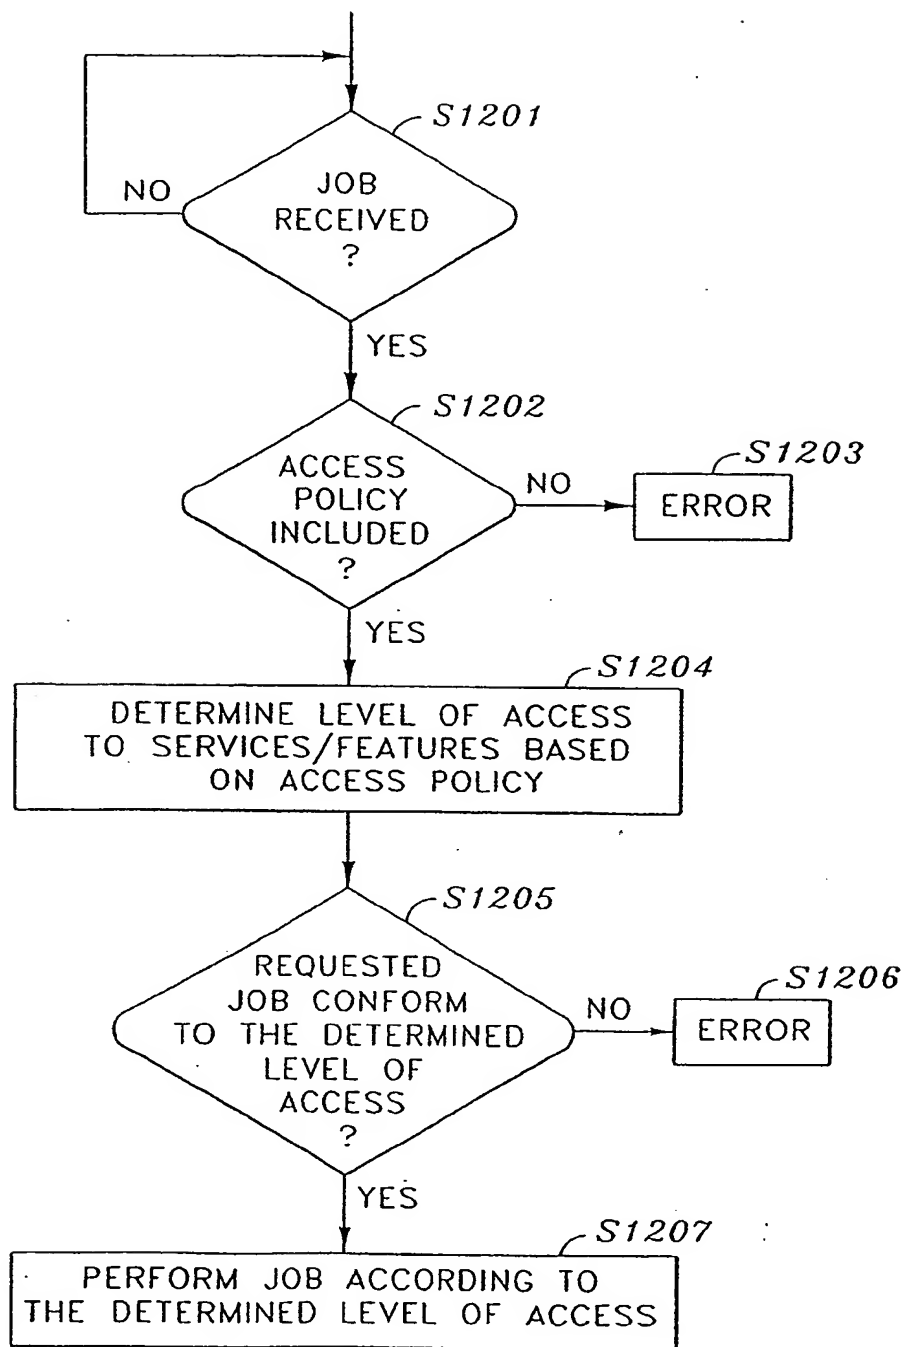 S1201
JOB
RECEIVED
?
NO
YES
S1202
ACCESS
POLICY
INCLUDED
?
NO
S1203
ERROR
YES
S1204
DETERMINE LEVEL OF ACCESS
TO SERVICES/FEATURES BASED
ON ACCESS POLICY
S1205
REQUESTED
JOB CONFORM
TO THE DETERMINED
LEVEL OF
ACCESS
?
NO
S1206
ERROR
YES
S1207
PERFORM JOB ACCORDING TO
THE DETERMINED LEVEL OF ACCESS